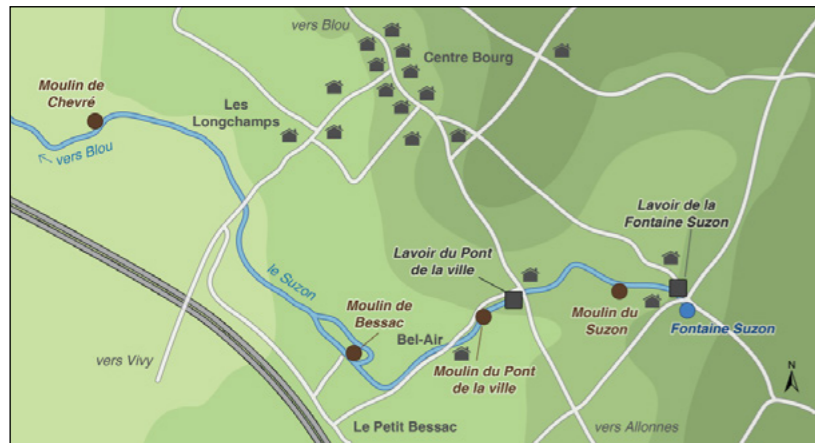 vers Blou
Centre Bourg
Moulin de
Chevré
Les
Longchamps
vers Blou
Lavoir de la
Fontaine Suzon
Lavoir du Pont
de la ville
le Suzon
Moulin de
Bessac
Moulin du
Suzon
Fontaine Suzon
Bel-Air
vers Vivy
Moulin du Pont
de la ville
N
Le Petit Bessac
vers Allonnes